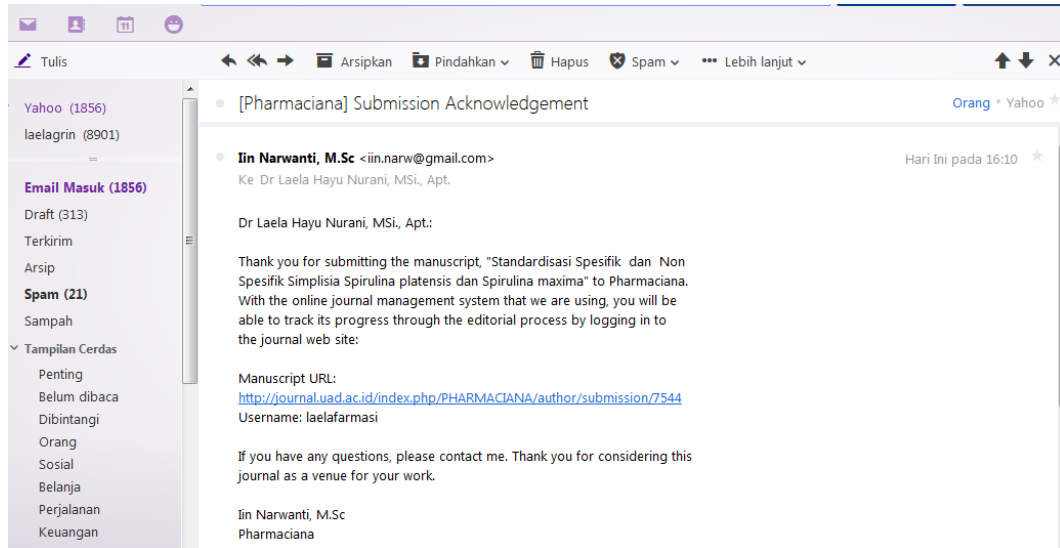 11
Tulis
Arsipkan Pindahkan Hapus Spam Lebih lanjut
Yahoo (1856)
laelagrin (8901)
Email Masuk (1856)
Draft (313)
Terkirim
Arsip
Spam (21)
Sampah
Tampilan Cerdas
Penting
Belum dibaca
Dibintangi
Orang
Sosial
Belanja
Perjalanan
Keuangan
[Pharmaciana] Submission Acknowledgement
Orang Yahoo
Iin Narwanti, M.Sc <iin.narw@gmail.com>
Hari Ini pada 16:10
Ke Dr Laela Hayu Nurani, MSi., Apt.
Dr Laela Hayu Nurani, MSi., Apt.:
Thank you for submitting the manuscript, "Standardisasi Spesifik dan Non
Spesifik Simplisia Spirulina platensis dan Spirulina maxima" to Pharmaciana.
With the online journal management system that we are using, you will be
able to track its progress through the editorial process by logging in to
the journal web site:
Manuscript URL:
http://journal.uad.ac.id/index.php/PHARMACIANA/author/submission/7544
Username: laelafarmasi
If you have any questions, please contact me. Thank you for considering this
journal as a venue for your work.
Iin Narwanti, M.Sc
Pharmaciana